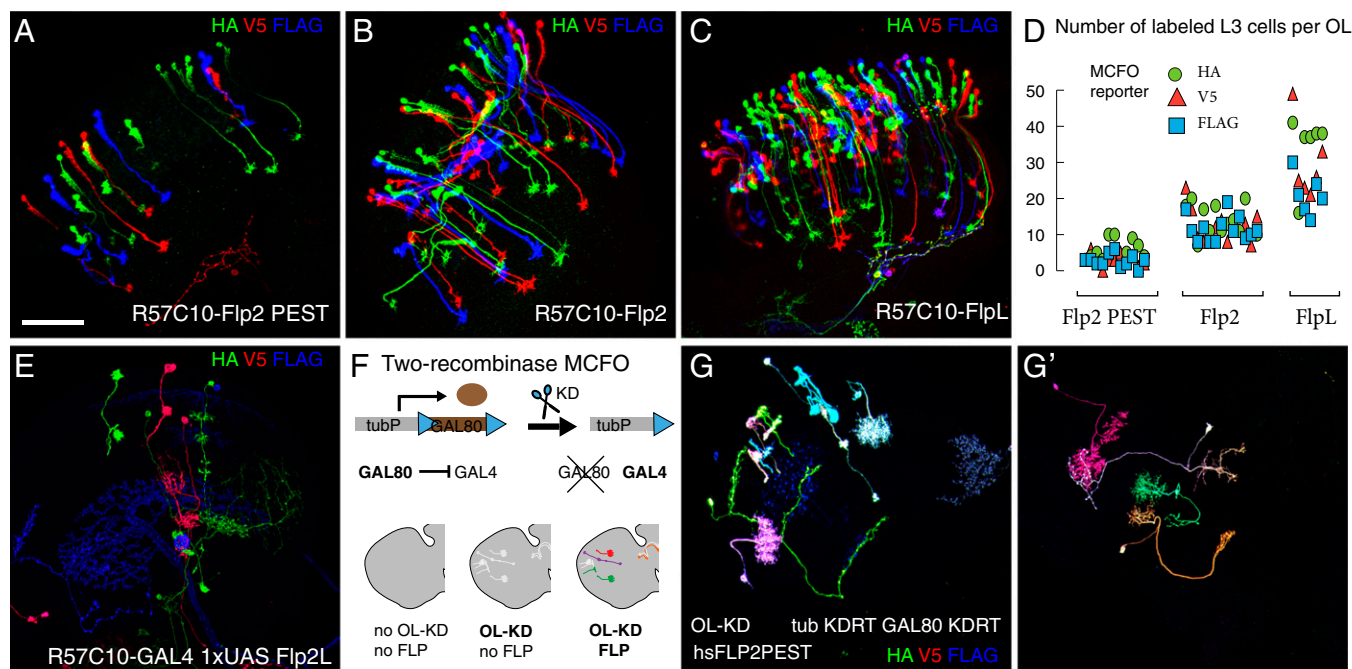 A
HA V5 FLAG
R57C10-Flp2 PEST
B
HA V5 FLAG
R57C10-Flp2
C
HA V5 FLAG
R57C10-FlpL
D Number of labeled L3 cells per OL
MCFO reporter
HA
V5
FLAG
50
40
30
20
10
0
Flp2 PEST Flp2 FlpL
E
HA V5 FLAG
R57C10-GAL4 1xUAS Flp2L
F Two-recombinase MCFO
KD
tubP GAL80 tubP
GAL80 GAL4 GAL80 GAL4
no OL-KD OL-KD OL-KD
no FLP no FLP FLP
G
OL-KD tub KDRT GAL80 KDRT
hsFLP2PEST
HA V5 FLAG
G'